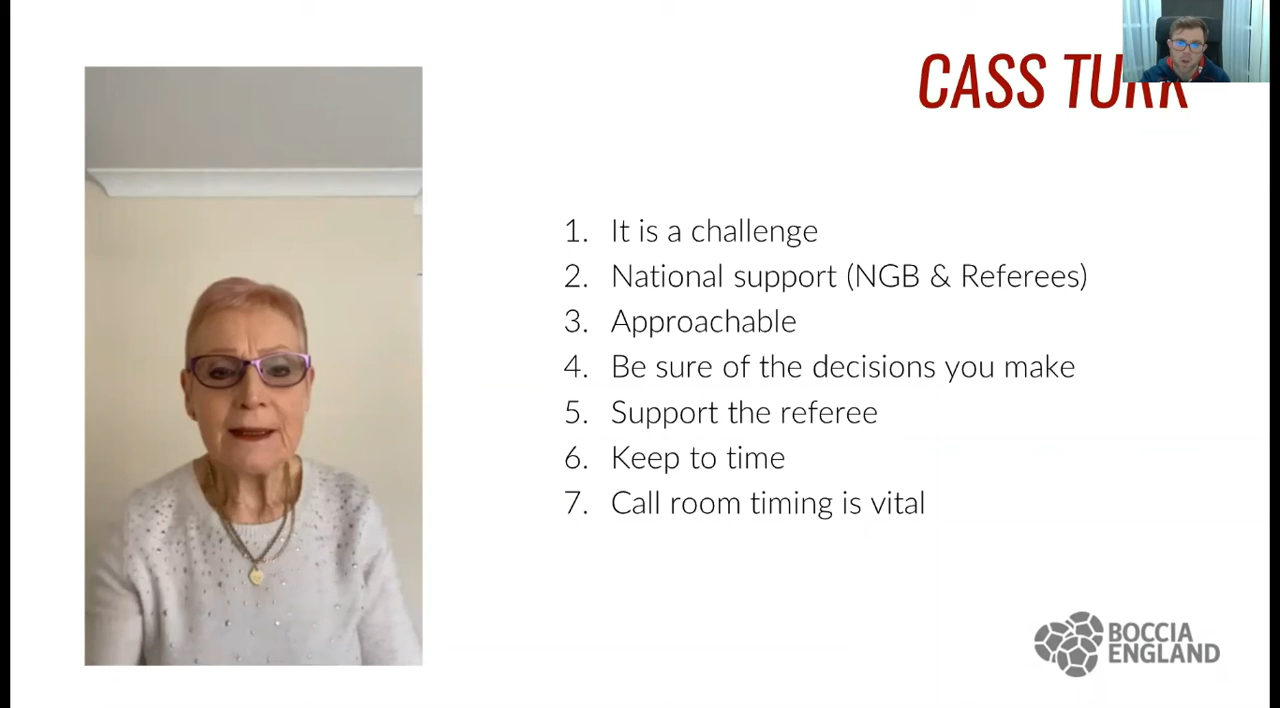 CASS TURK
1. It is a challenge
2. National support (NGB & Referees)
3. Approachable
4. Be sure of the decisions you make
5. Support the referee
6. Keep to time
7. Call room timing is vital
BOCCIA
ENGLAND